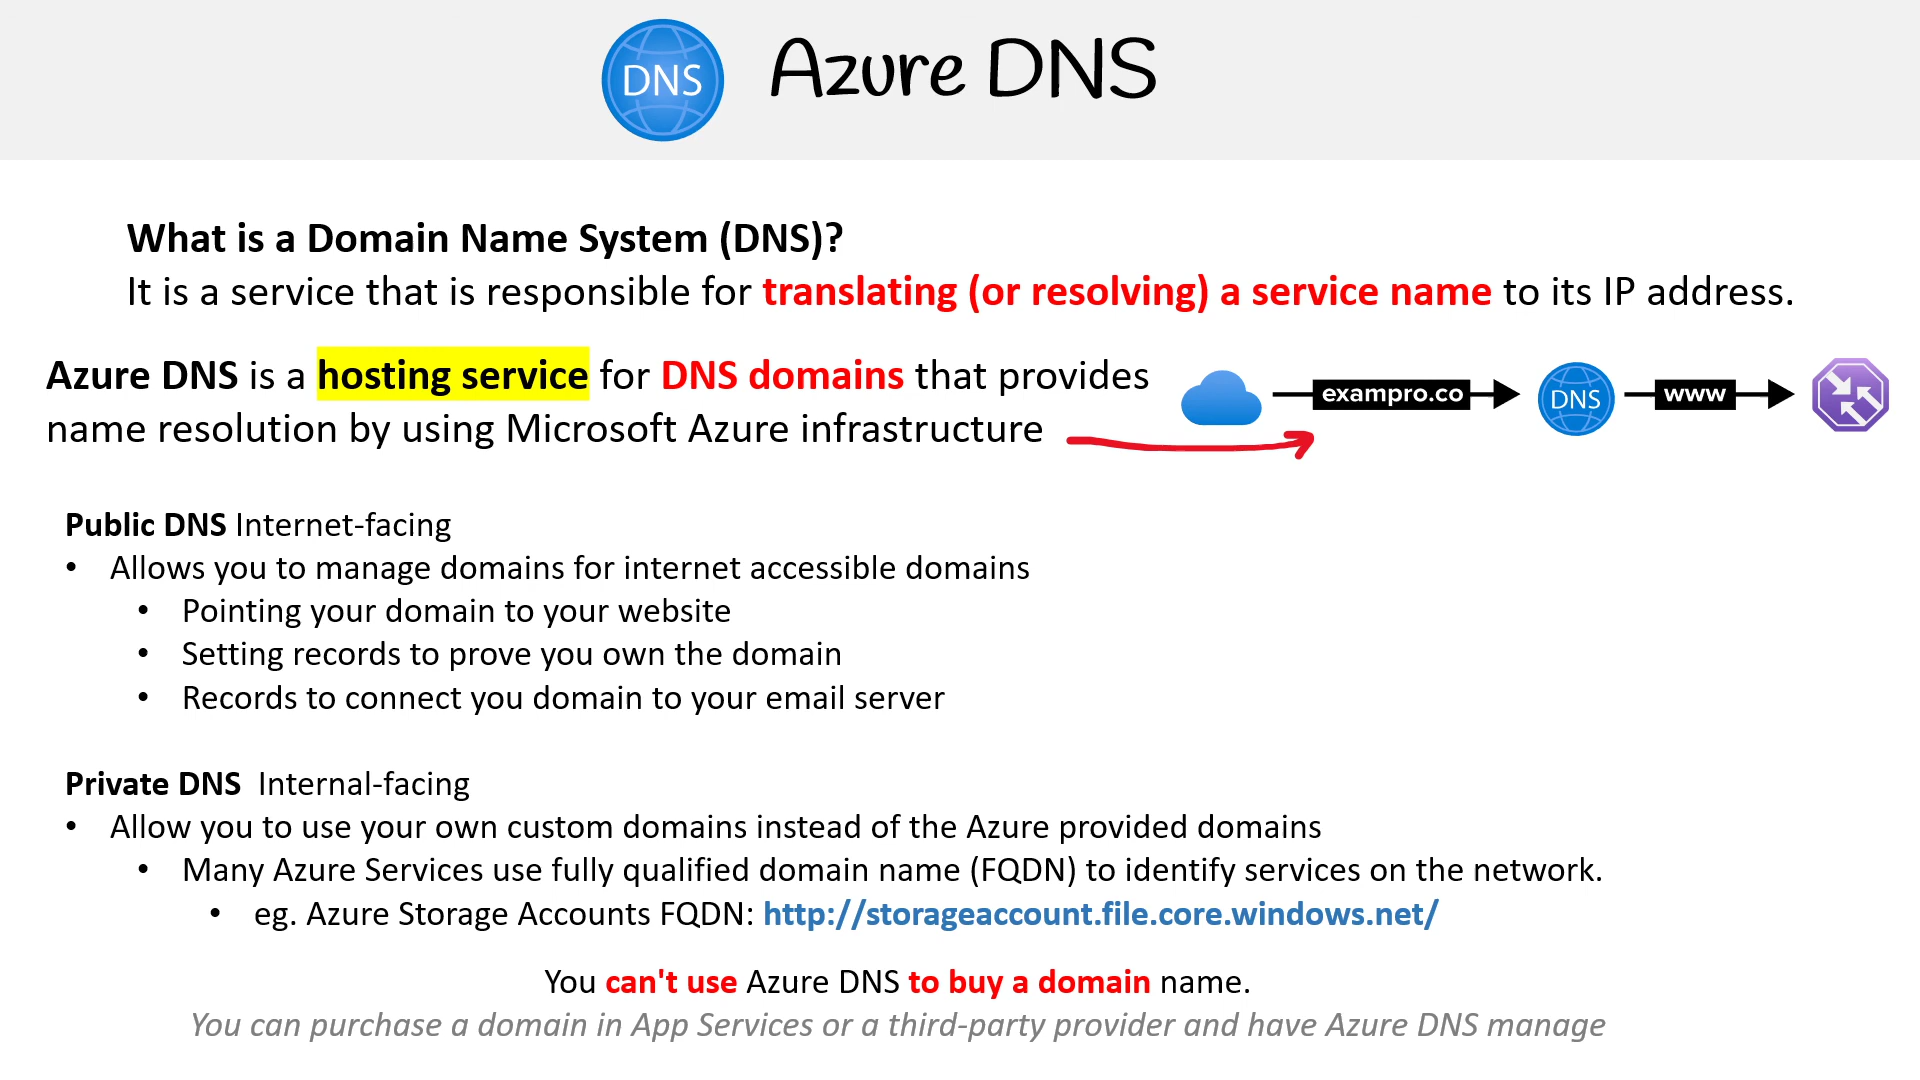 DNS Azure DNS
What is a Domain Name System (DNS)?
It is a service that is responsible for translating (or resolving) a service name to its IP address.
Azure DNS is a hosting service for DNS domains that provides
name resolution by using Microsoft Azure infrastructure
exampro.co DNS www
Public DNS Internet-facing
• Allows you to manage domains for internet accessible domains
• Pointing your domain to your website
• Setting records to prove you own the domain
• Records to connect you domain to your email server
Private DNS Internal-facing
• Allow you to use your own custom domains instead of the Azure provided domains
• Many Azure Services use fully qualified domain name (FQDN) to identify services on the network.
• eg. Azure Storage Accounts FQDN: http://storageaccount.file.core.windows.net/
You can't use Azure DNS to buy a domain name.
You can purchase a domain in App Services or a third-party provider and have Azure DNS manage